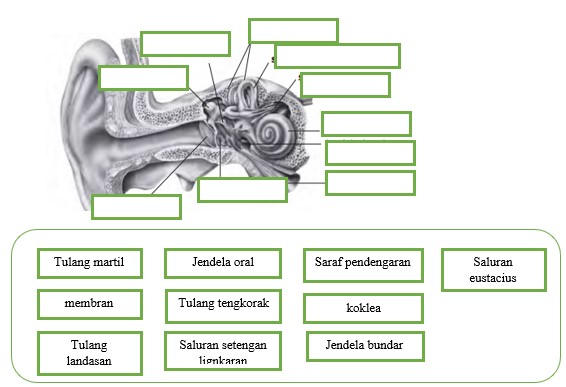 Tulang martil
Jendela oral
Saraf pendengaran
Saluran
eustacius
membran
Tulang tengkorak
koklea
Tulang
landasan
Saluran setengan
lignkaran
Jendela bundar